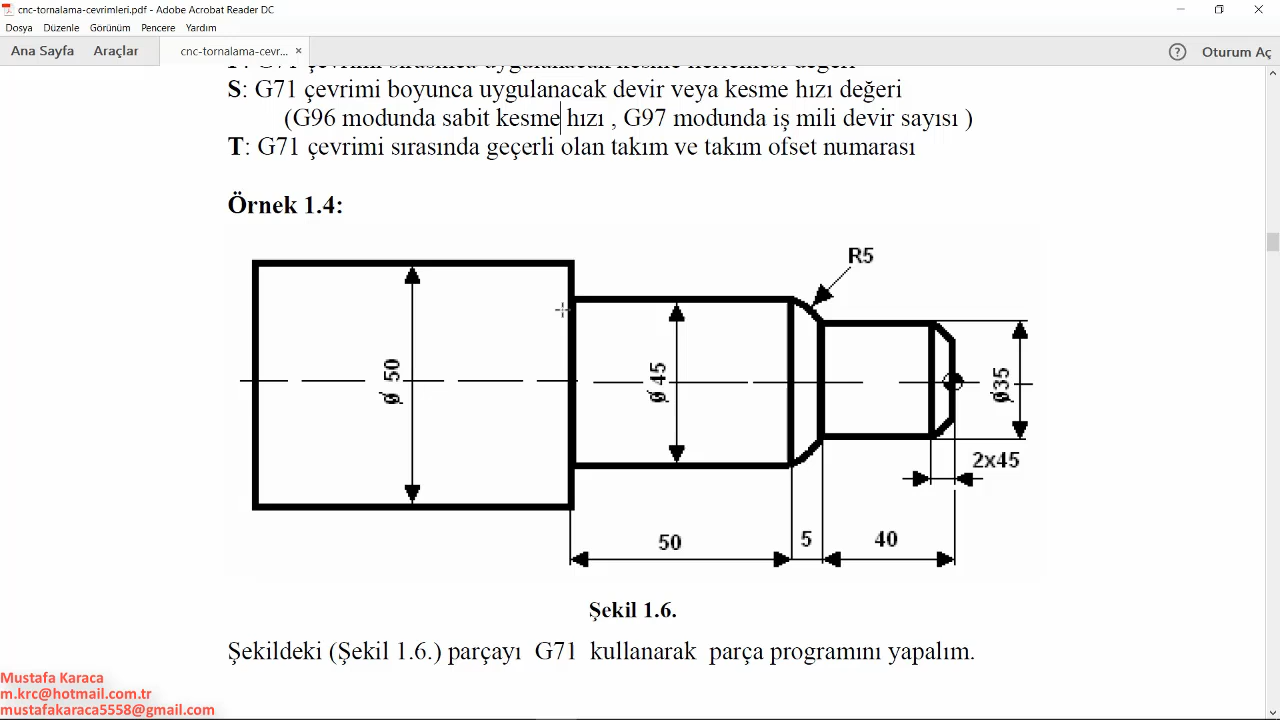 cnc-tornalama-cevrimleri.pdf - Adobe Acrobat Reader DC
Dosya Düzenle Görünüm Pencere Yardım
Ana Sayfa Araçlar cnc-tornalama-cevr... × ? Oturum Aç
S: G71 çevrimi boyunca uygulanacak devir veya kesme hızı değeri
(G96 modunda sabit kesme hızı , G97 modunda iş mili devir sayısı )
T: G71 çevrimi sırasında geçerli olan takım ve takım ofset numarası
Örnek 1.4:
R5
ø 50
ø 45
ø35
2x45
50
5
40
Şekil 1.6.
Şekildeki (Şekil 1.6.) parçayı G71 kullanarak parça programını yapalım.
Mustafa Karaca
m.krc@hotmail.com.tr
mustafakaraca5558@gmail.com